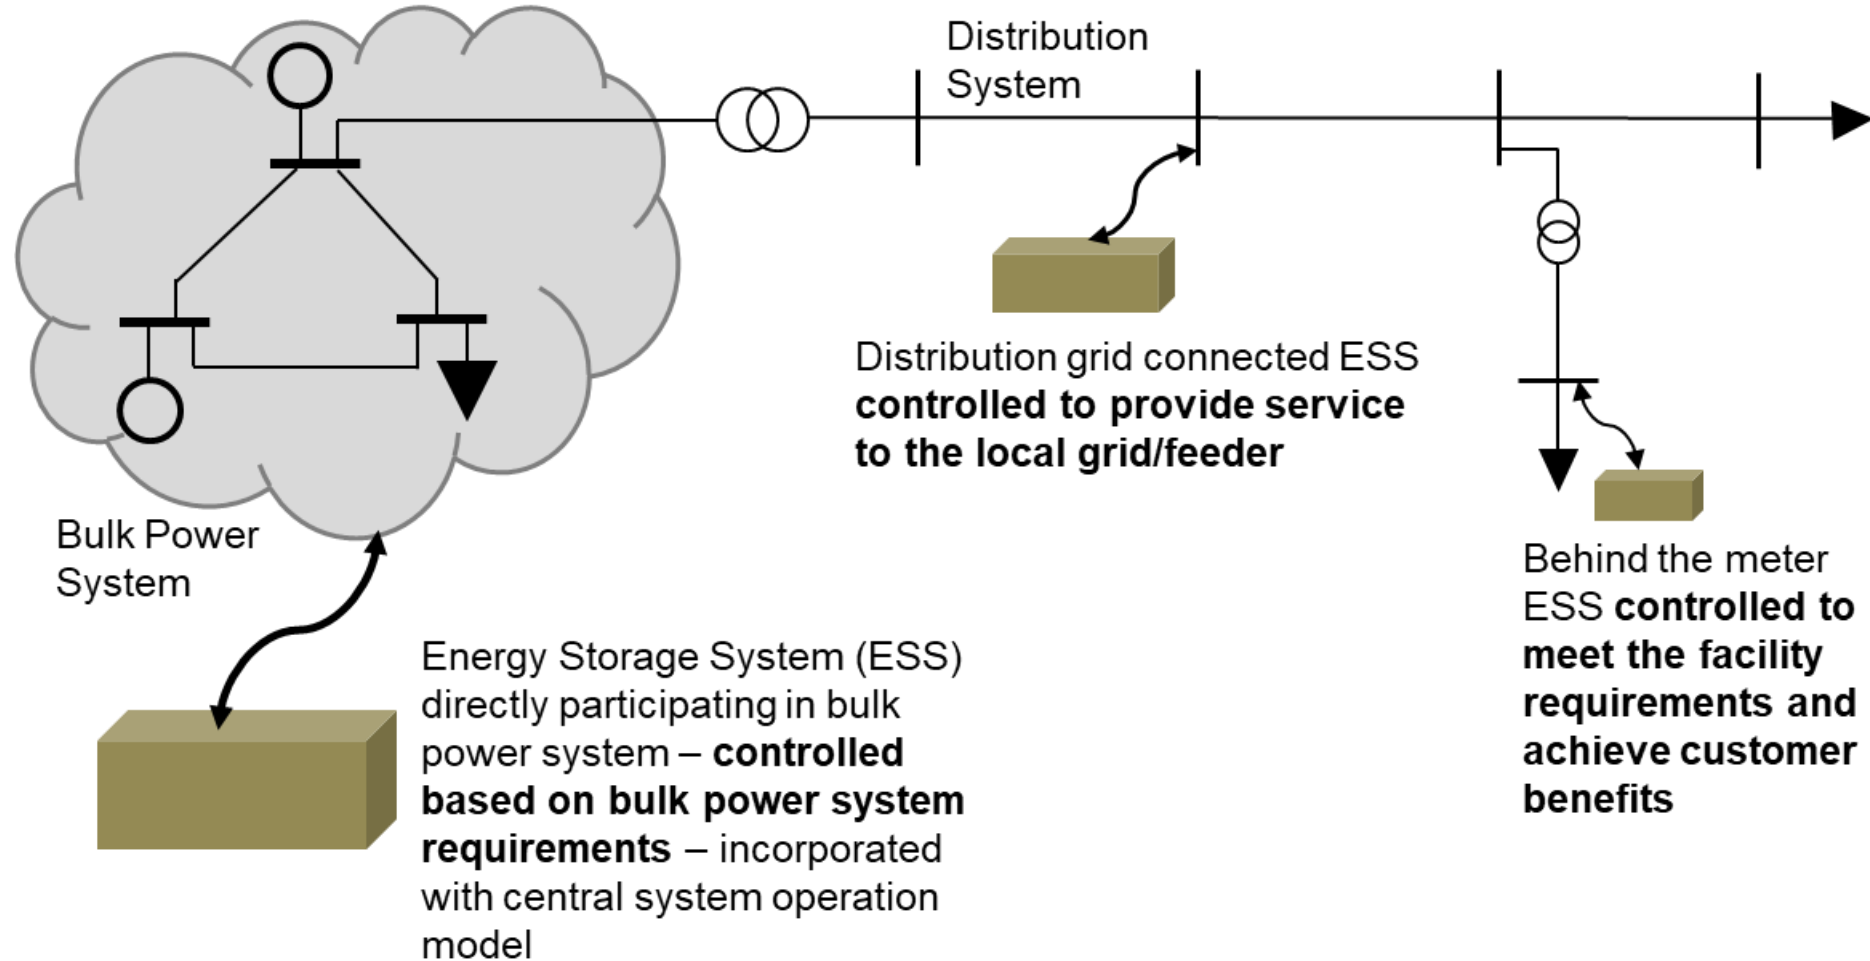 Distribution
System
Distribution grid connected ESS
controlled to provide service
to the local grid/feeder
Bulk Power
System
Energy Storage System (ESS)
directly participating in bulk
power system – controlled
based on bulk power system
requirements – incorporated
with central system operation
model
Behind the meter
ESS controlled to
meet the facility
requirements and
achieve customer
benefits